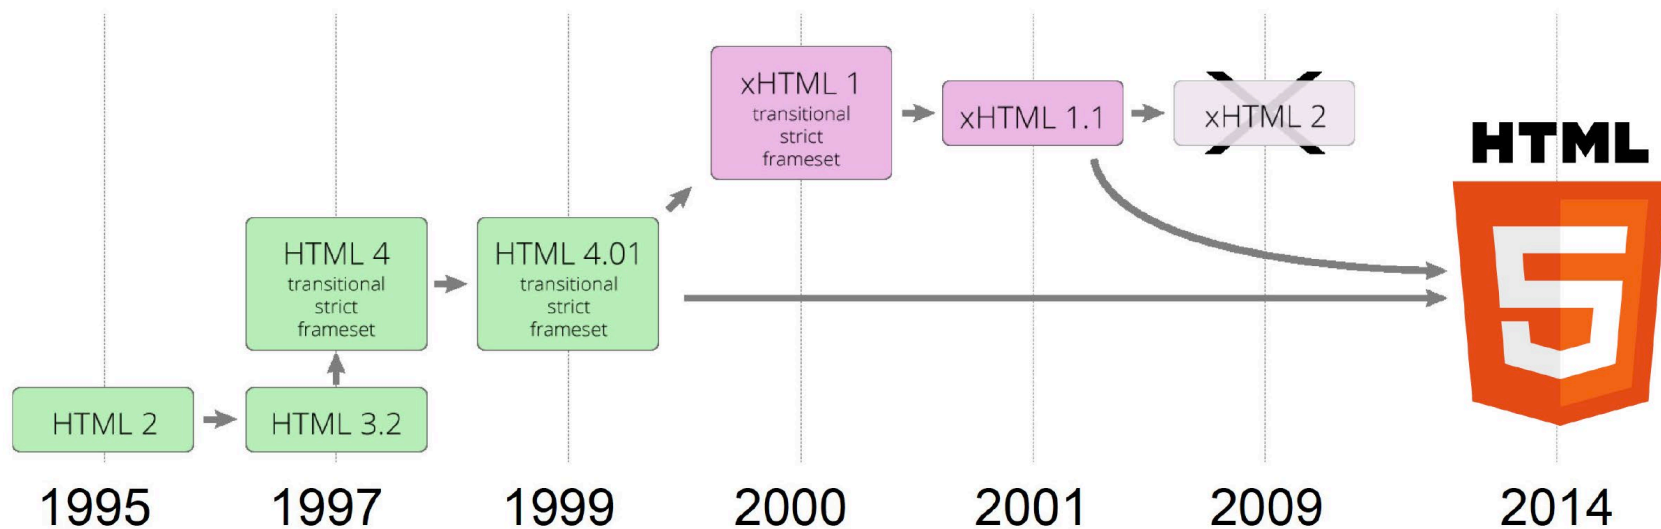 xHTML 1
transitional
strict
frameset
xHTML 1.1
xHTML 2
HTML
5
HTML 4
transitional
strict
frameset
HTML 4.01
transitional
strict
frameset
HTML 2
HTML 3.2
1995
1997
1999
2000
2001
2009
2014